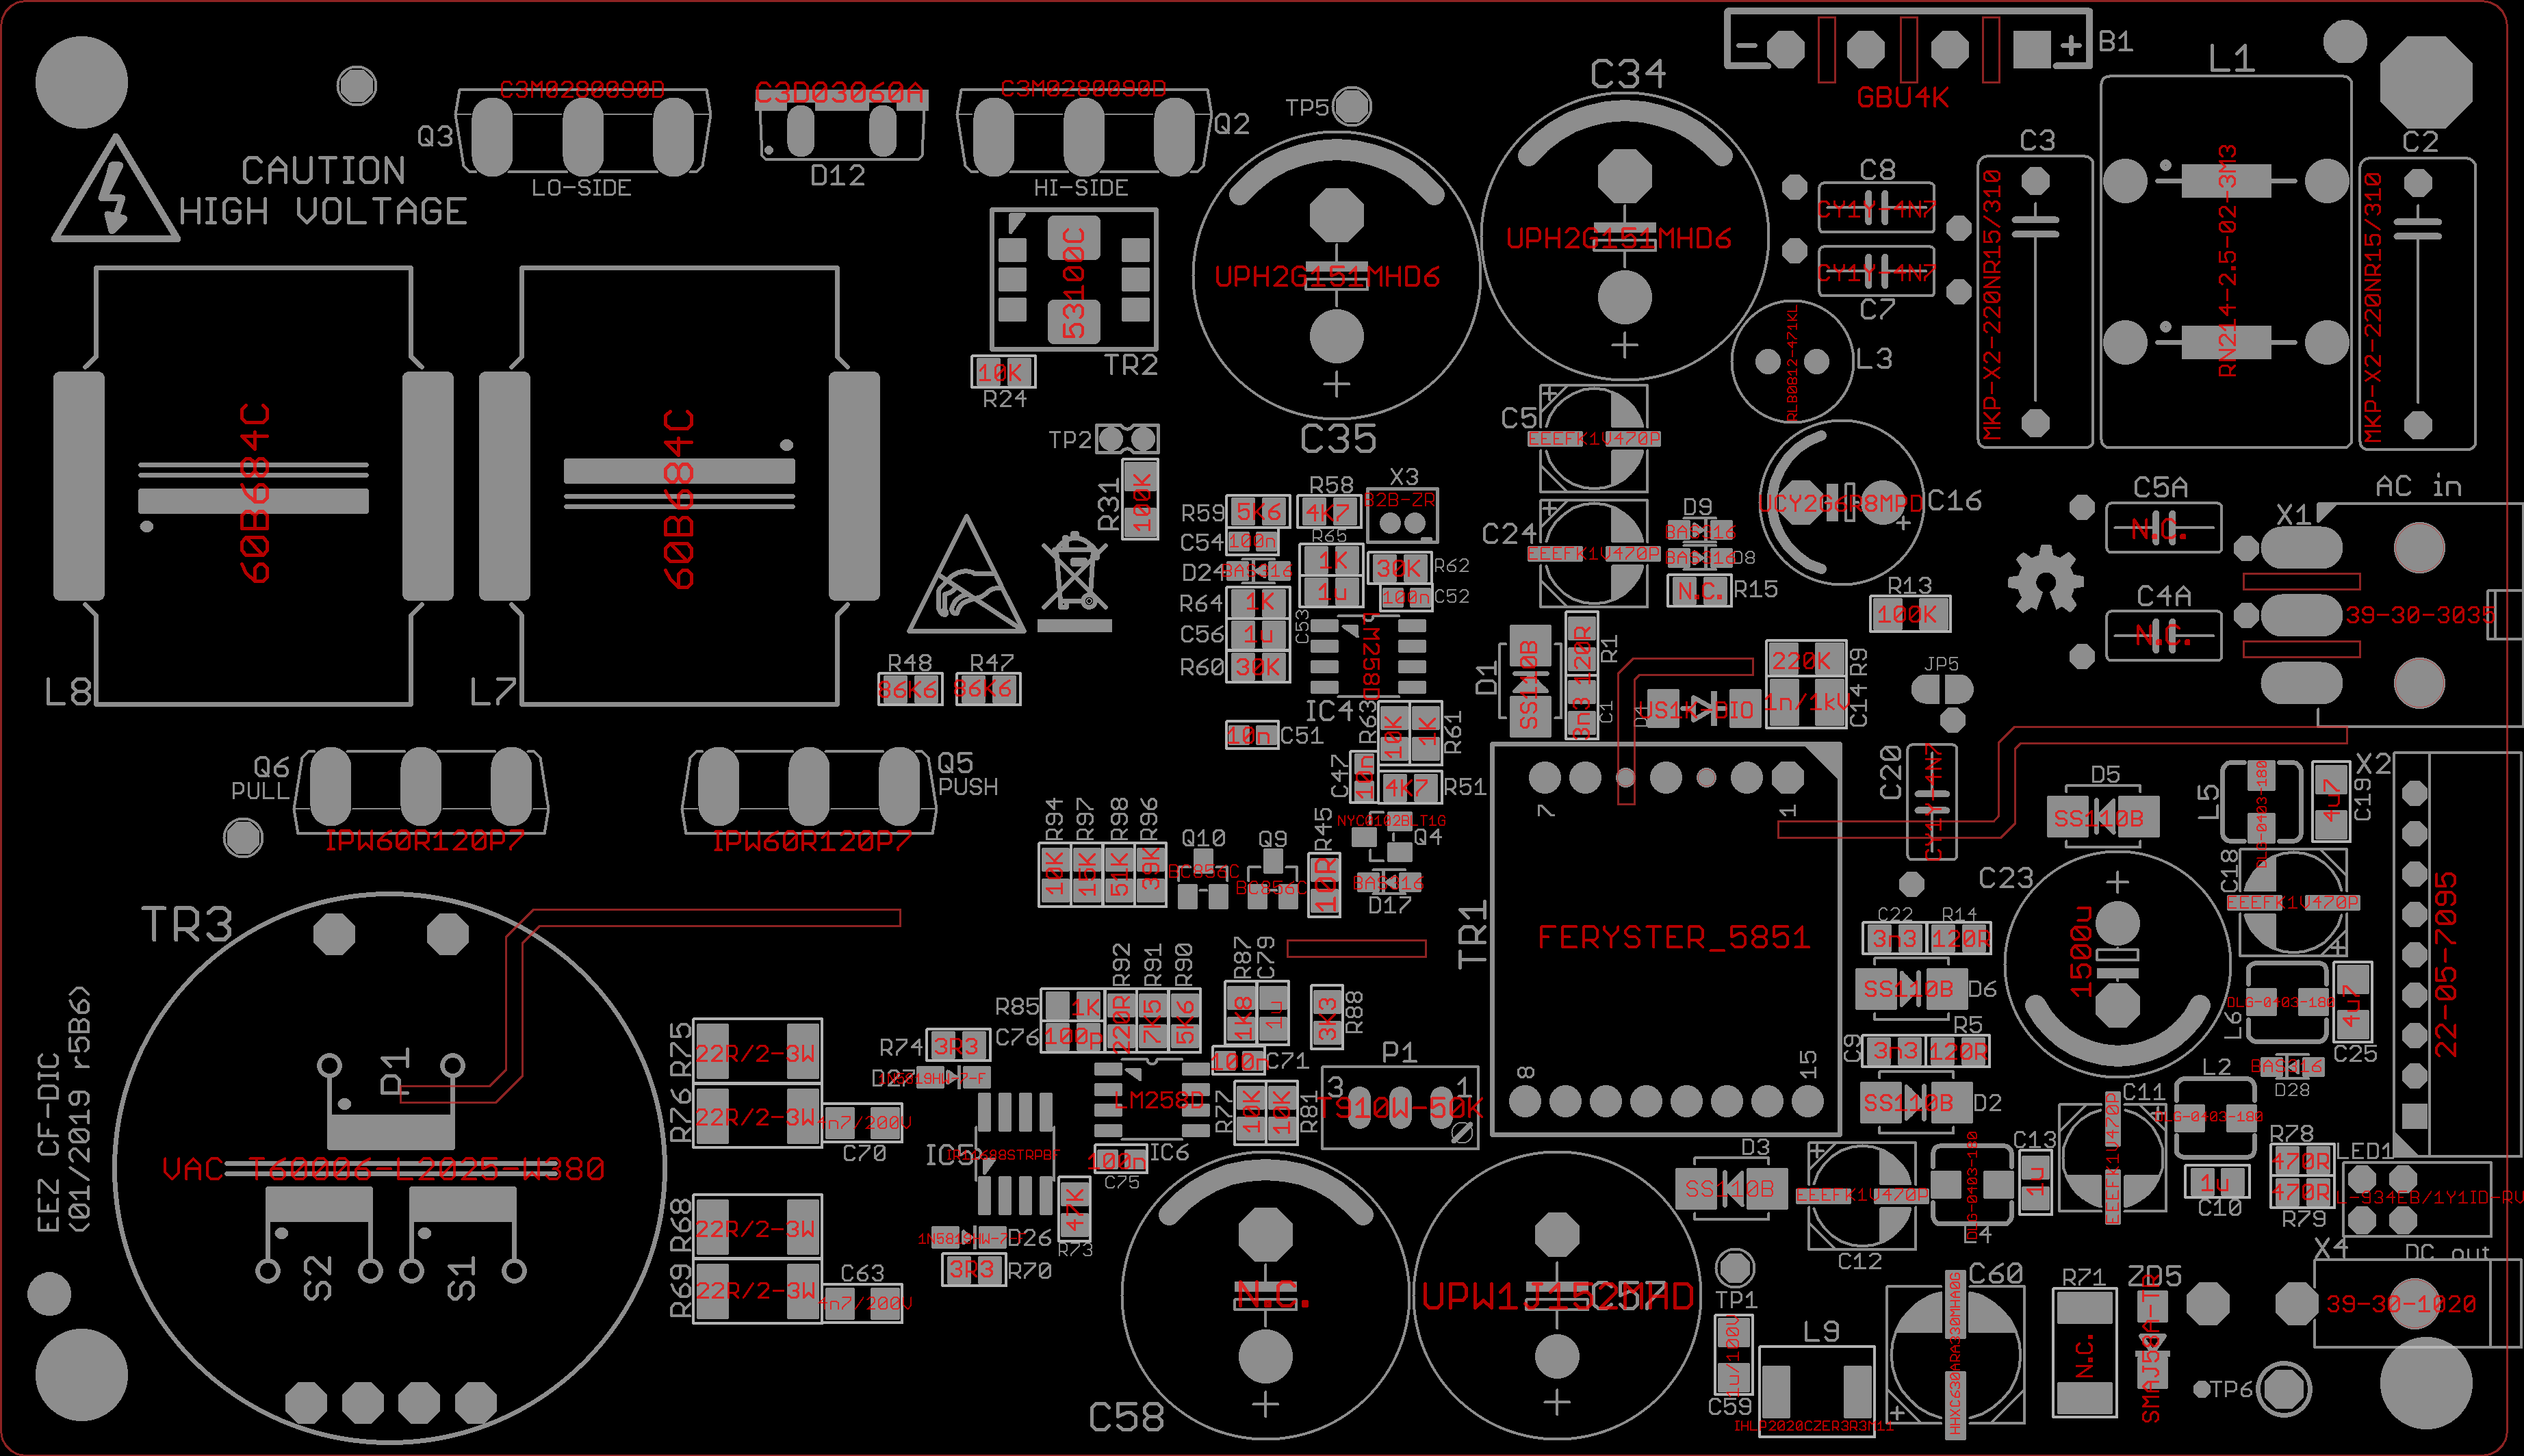 B1
GBU4K
L1
RN214-2.5-02-3M3
C3
MKP-X2-220NR15/310
C2
MKP-X2-220NR15/310
C3M0280090D
Q3
LO-SIDE
C3D03060A
D12
C3M0280090D
Q2
HI-SIDE
TP5
C34
UPH2G151MHD6
UPH2G151MHD6
C35
C8
CY1Y-4N7
CY1Y-4N7
C7
CAUTION
HIGH VOLTAGE
53100C
TR2
10K
R24
RLB0812-471KL
L3
C5
EEEFK1V470P
C24
EEEFK1V470P
UCY2G6R8MPD
C16
60B684C
L8
60B684C
L7
TP2
R31
100K
X3
B2B-ZR
R59
5K6
R58
4K7
C54
100n
R65
1K
D24
BAS316
30K
R62
R64
1K
1u
100n
C52
C56
1u
C53
R60
30K
LM258D
IC4
D9
BAS316
BAS316
D8
N.C.
R15
R13
100K
AC in
C5A
N.C.
X1
C4A
N.C.
39-30-3035
R48
86K6
R47
86K6
D1
SS110B
120R
R1
3n3
C1
D4
US1K-DIO
220K
R9
1n/1kV
C14
JP5
10n
C51
R63
10K
1K
R61
C47
10n
4K7
R51
Q6
PULL
IPW60R120P7
Q5
PUSH
IPW60R120P7
R94
R97
R98
R96
10K
15K
51K
39K
Q10
BC856C
Q9
BC856C
R45
10R
Q4
BAS316
D17
7
1
TR1
FERYSTER_5851
8
15
C20
CY1Y-4N7
D5
SS110B
L5
DLG-0403-180
4u7
C19
X2
22-05-7095
C18
EEEFK1V470P
C23
1500u
C22
3n3
R14
120R
SS110B
D6
C9
3n3
R5
120R
SS110B
D2
L6
DLG-0403-180
4u7
C25
BAS316
D28
L2
DLG-0403-180
C11
EEEFK1V470P
TR3
P1
VAC T60006-L2025-W380
S2
S1
EEZ CF-DIC
(01/2019 r5B6)
R75
22R/2-3W
R76
22R/2-3W
4n7/200V
C70
R68
22R/2-3W
R69
22R/2-3W
C63
4n7/200V
R74
3R3
D27
1N5819HW-7-F
IC5
1N5819HW-7-F
D26
3R3
R70
47K
R73
R85
1K
C76
100p
R92
R91
R90
220R
7K5
5K6
R87
C79
1K8
1u
3K3
R88
100n
C71
LM258D
IC6
100n
C75
R77
10K
10K
R81
P1
3
1
T910W-50K
N.C.
C58
UPW1J152MHD
C57
D3
SS110B
EEEFK1V470P
C12
DLG-0403-180
L4
C13
1u
1u
C10
R78
470R
470R
R79
LED1
L-934EB/1Y1ID-RV
X4
DC out
39-30-1020
TP1
1u/100V
C59
L9
IHLP2020CZER3R3M11
C60
HHXC630ARA330MHA0G
R71
N.C.
ZD5
SMAJ58A-TR
TP6